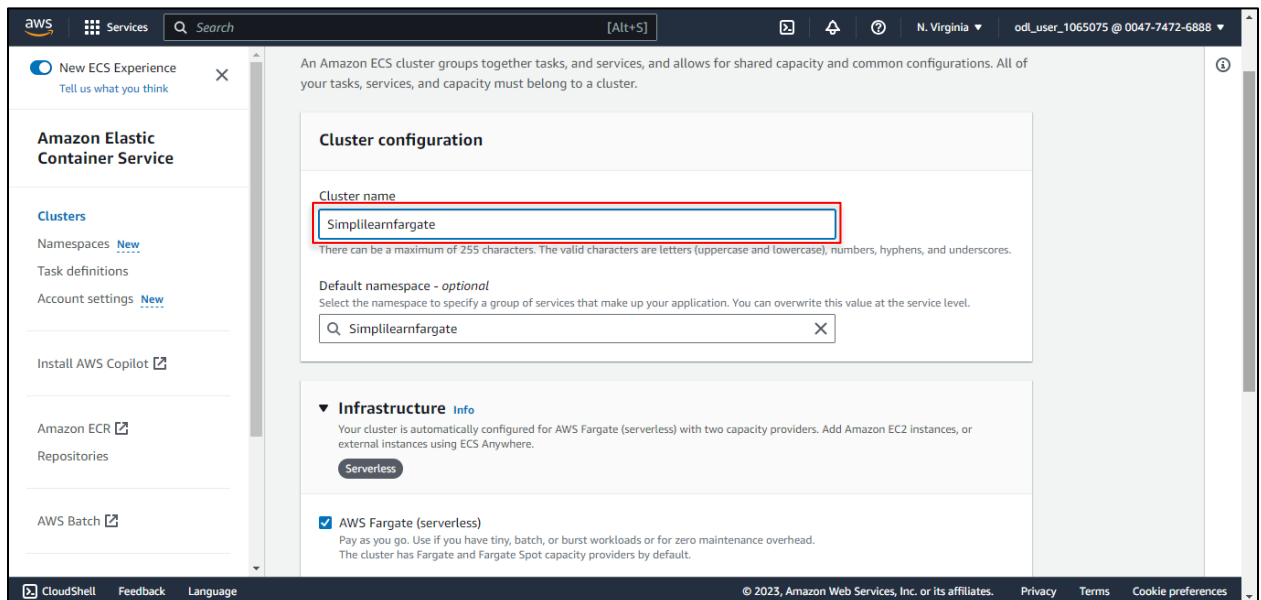 aws Services Search [Alt+S] N. Virginia odl_user_1065075 @ 0047-7472-6888
New ECS Experience
Tell us what you think
Amazon Elastic
Container Service
Clusters
Namespaces New
Task definitions
Account settings New
Install AWS Copilot
Amazon ECR
Repositories
AWS Batch
An Amazon ECS cluster groups together tasks, and services, and allows for shared capacity and common configurations. All of
your tasks, services, and capacity must belong to a cluster.
Cluster configuration
Cluster name
Simplilearnfargate
There can be a maximum of 255 characters. The valid characters are letters (uppercase and lowercase), numbers, hyphens, and underscores.
Default namespace - optional
Select the namespace to specify a group of services that make up your application. You can overwrite this value at the service level.
Simplilearnfargate
Infrastructure Info
Your cluster is automatically configured for AWS Fargate (serverless) with two capacity providers. Add Amazon EC2 instances, or
external instances using ECS Anywhere.
Serverless
AWS Fargate (serverless)
Pay as you go. Use if you have tiny, batch, or burst workloads or for zero maintenance overhead.
The cluster has Fargate and Fargate Spot capacity providers by default.
CloudShell Feedback Language © 2023, Amazon Web Services, Inc. or its affiliates. Privacy Terms Cookie preferences